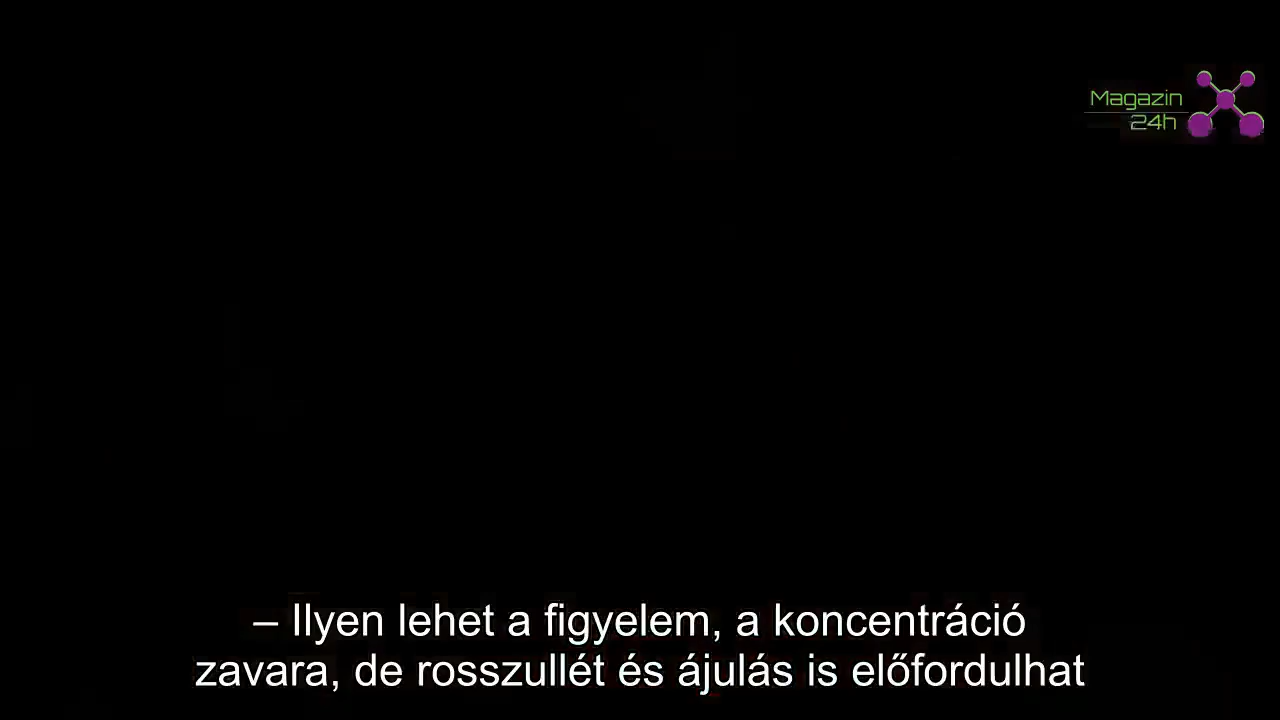 Magazin
24h
– Ilyen lehet a figyelem, a koncentráció
zavara, de rosszullét és ájulás is előfordulhat